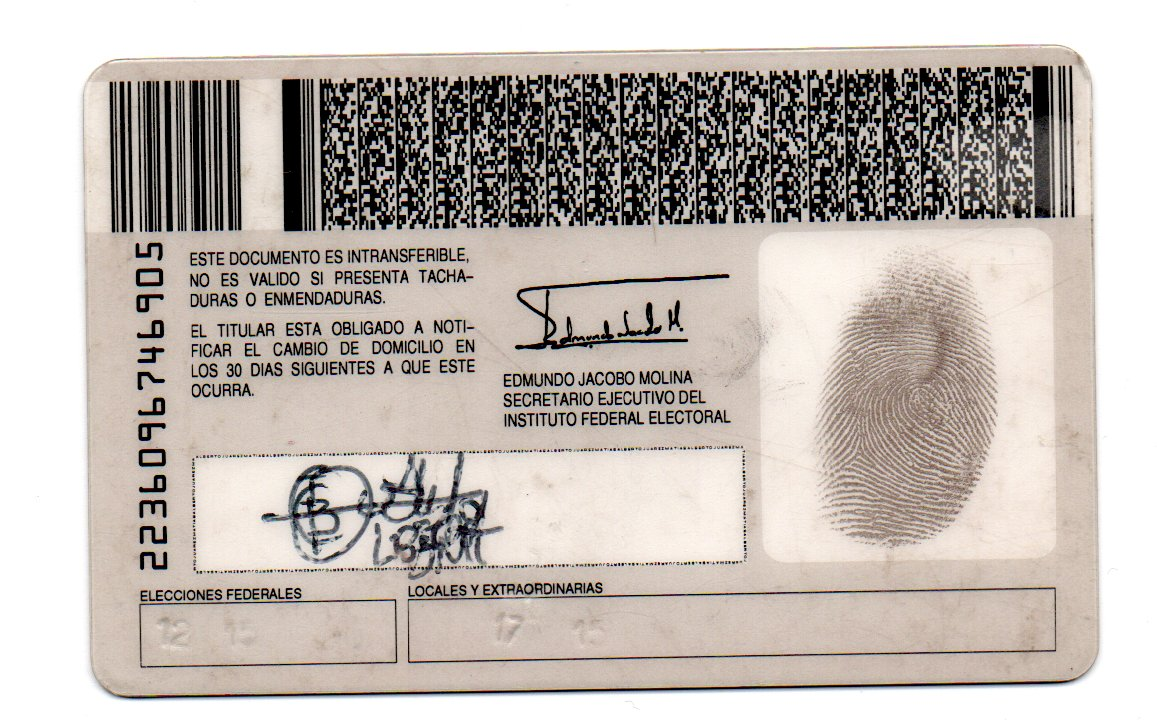 2236096746905
ESTE DOCUMENTO ES INTRANSFERIBLE,
NO ES VALIDO SI PRESENTA TACHA-
DURAS O ENMENDADURAS.
EL TITULAR ESTA OBLIGADO A NOTI-
FICAR EL CAMBIO DE DOMICILIO EN
LOS 30 DIAS SIGUIENTES A QUE ESTE
OCURRA.
EDMUNDO JACOBO MOLINA
SECRETARIO EJECUTIVO DEL
INSTITUTO FEDERAL ELECTORAL
ELECCIONES FEDERALES
12 15
LOCALES Y EXTRAORDINARIAS
17 15